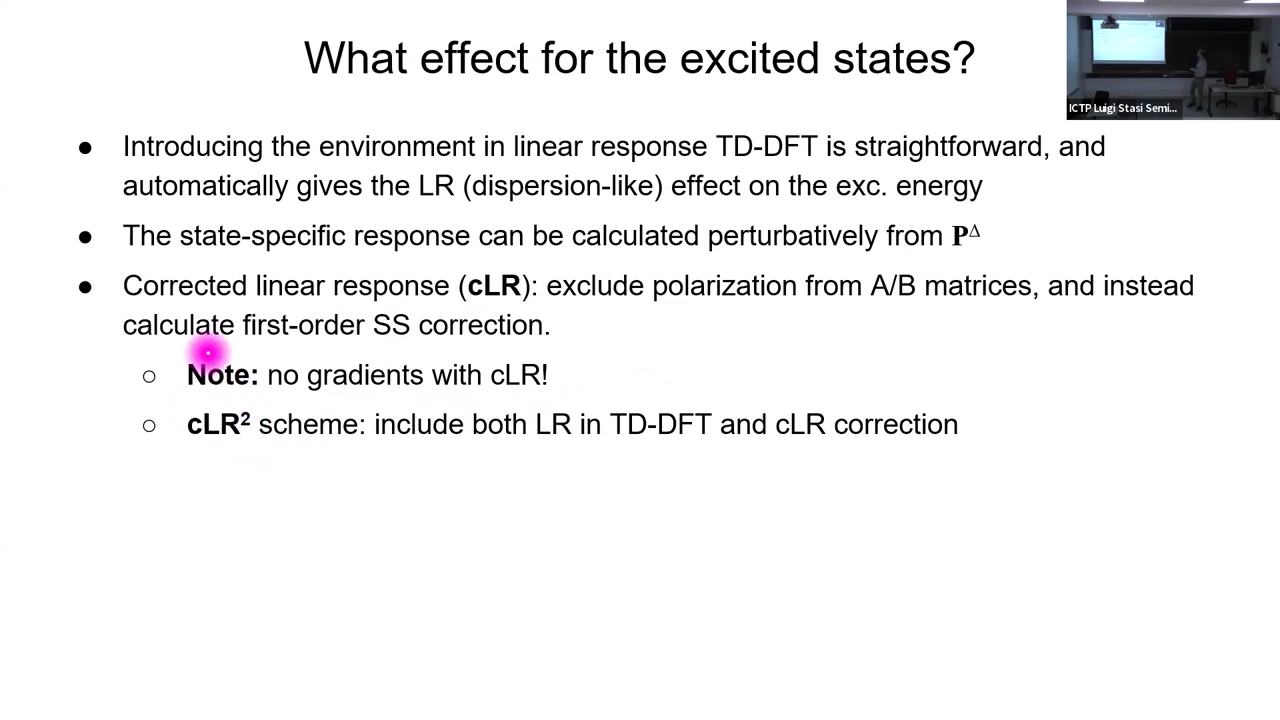 What effect for the excited states?
ICTP Luigi Stasi Semi...
● Introducing the environment in linear response TD-DFT is straightforward, and
automatically gives the LR (dispersion-like) effect on the exc. energy
● The state-specific response can be calculated perturbatively from P^Δ
● Corrected linear response (cLR): exclude polarization from A/B matrices, and instead
calculate first-order SS correction.
○ Note: no gradients with cLR!
○ cLR² scheme: include both LR in TD-DFT and cLR correction